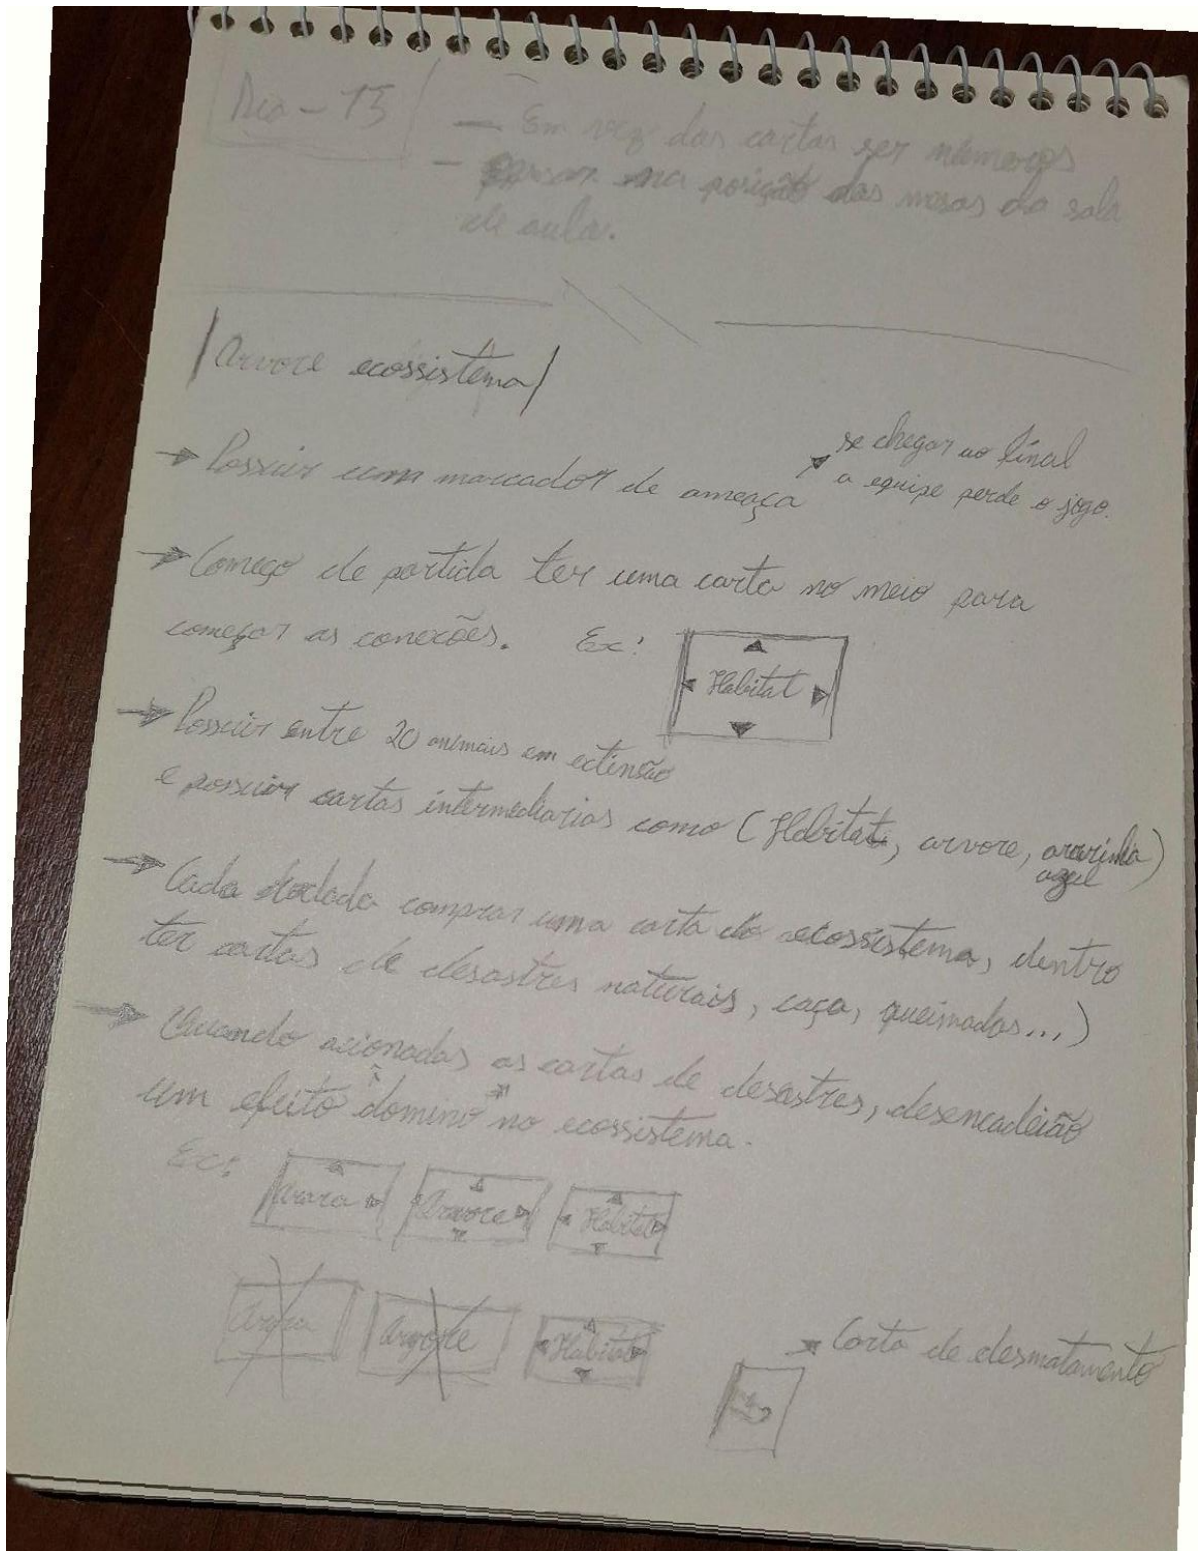 Dia - 15
- Em vez das cartas ser números
- pensar na posição das mesas da sala
de aula.
Arvore ecossistema
→ Possuir um marcador de ameaça
↗ se chegar ao final
a equipe perde o jogo.
→ Começo de partida ter uma carta no meio para
começar as conexões. Ex:
Habitat
→ Possuir entre 20 animais em extinsão
e possuir cartas intermediarias como (Habitat, arvore, ararinha
azul)
→ Cada rodada comprar uma carta do ecossistema, dentro
ter cartas de desastres naturais, caça, queimadas...)
→ Quando acionadas as cartas de desastres, desencadeião
um efeito "domino" no ecossistema.
Ex:
Arara Arvore Habitat
Arara Arvore Habitat
→ Carta de desmatamento